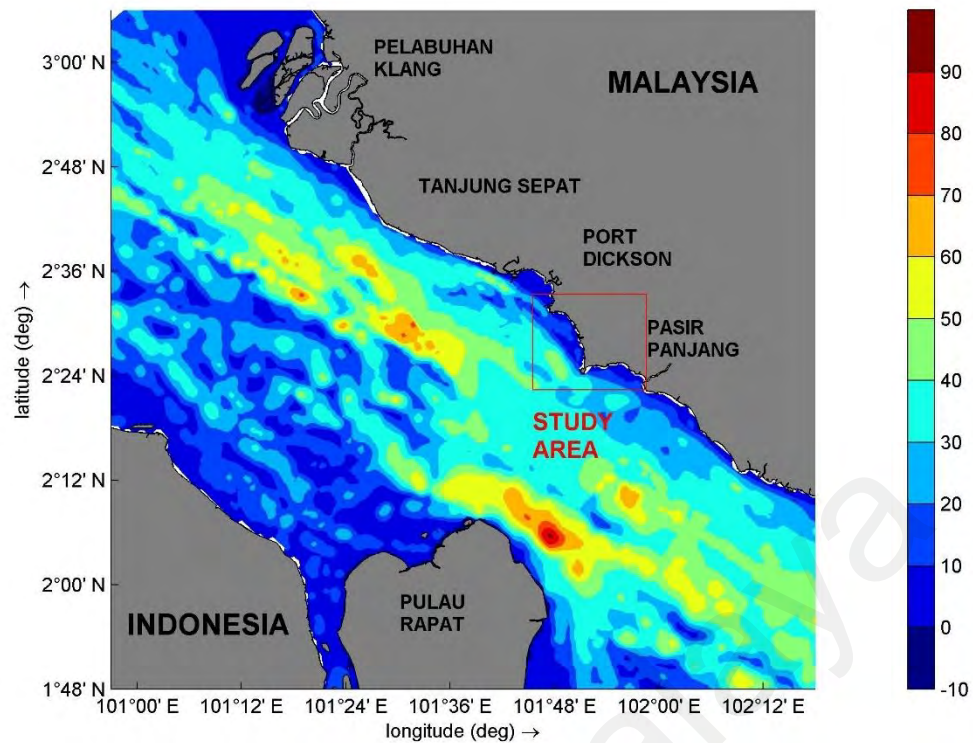 3°00' N
2°48' N
2°36' N
2°24' N
2°12' N
2°00' N
1°48' N
latitude (deg) →
PELABUHAN
KLANG
MALAYSIA
TANJUNG SEPAT
PORT
DICKSON
PASIR
PANJANG
STUDY
AREA
INDONESIA
PULAU
RAPAT
101°00' E
101°12' E
101°24' E
101°36' E
101°48' E
102°00' E
102°12' E
longitude (deg) →
90
80
70
60
50
40
30
20
10
0
-10